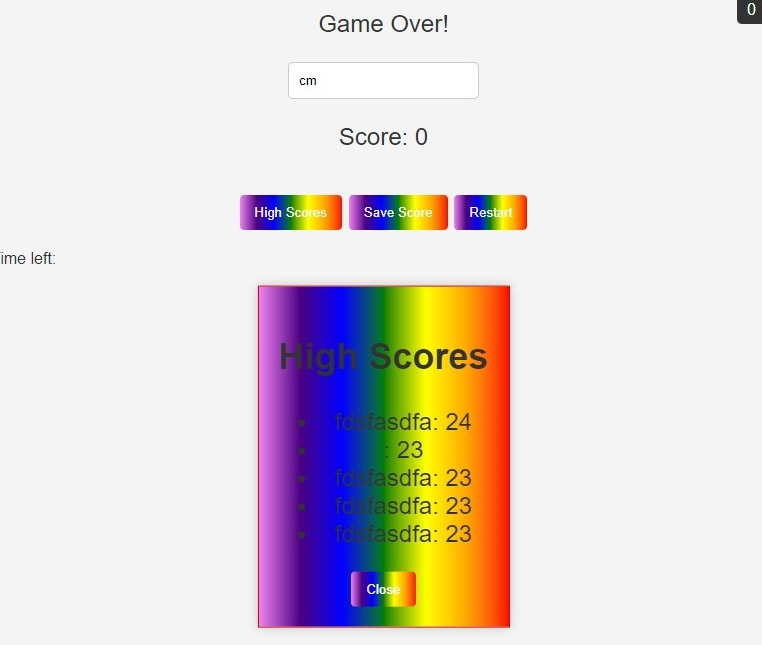 0
Game Over!
cm
Score: 0
High Scores Save Score Restart
ime left:
High Scores
fdsfasdfa: 24
: 23
fdsfasdfa: 23
fdsfasdfa: 23
fdsfasdfa: 23
Close